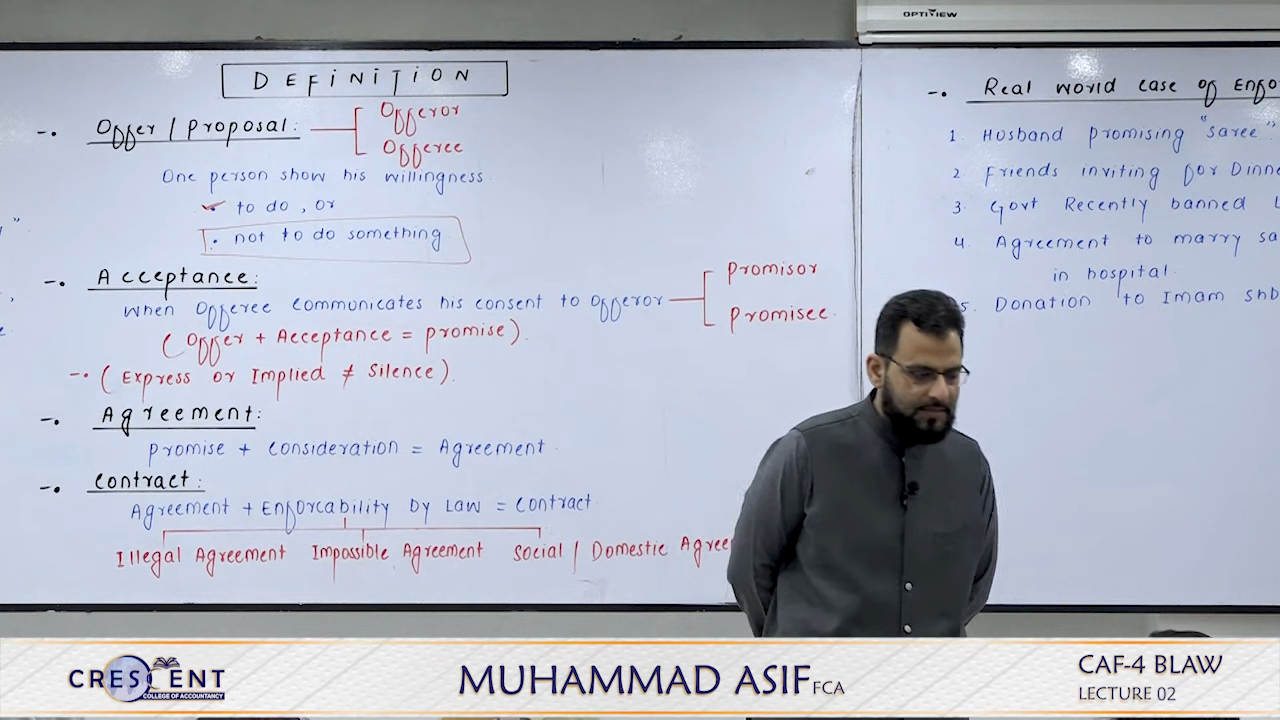 OPTIVIEW
DEFINITION
-. Offer / Proposal:
Offeror
Offeree
One person show his willingness
• to do, or
• not to do something
-. Acceptance:
When Offeree communicates his consent to Offeror
Promisor
Promisee.
(Offer + Acceptance = promise).
-. (Express or Implied ≠ Silence).
-. Agreement:
Promise + Consideration = Agreement.
-. Contract:
Agreement + Enforcability by Law = Contract
Illegal Agreement Impossible Agreement Social / Domestic Agree
-. Real world case of Enfo
1. Husband promising "saree"
2 Friends inviting for Dinne
3. Govt Recently banned
4. Agreement to marry sa
in hospital.
5. Donation to Imam
CRESCENT
COLLEGE OF ACCOUNTANCY
MUHAMMAD ASIF FCA
CAF-4 BLAW
LECTURE 02